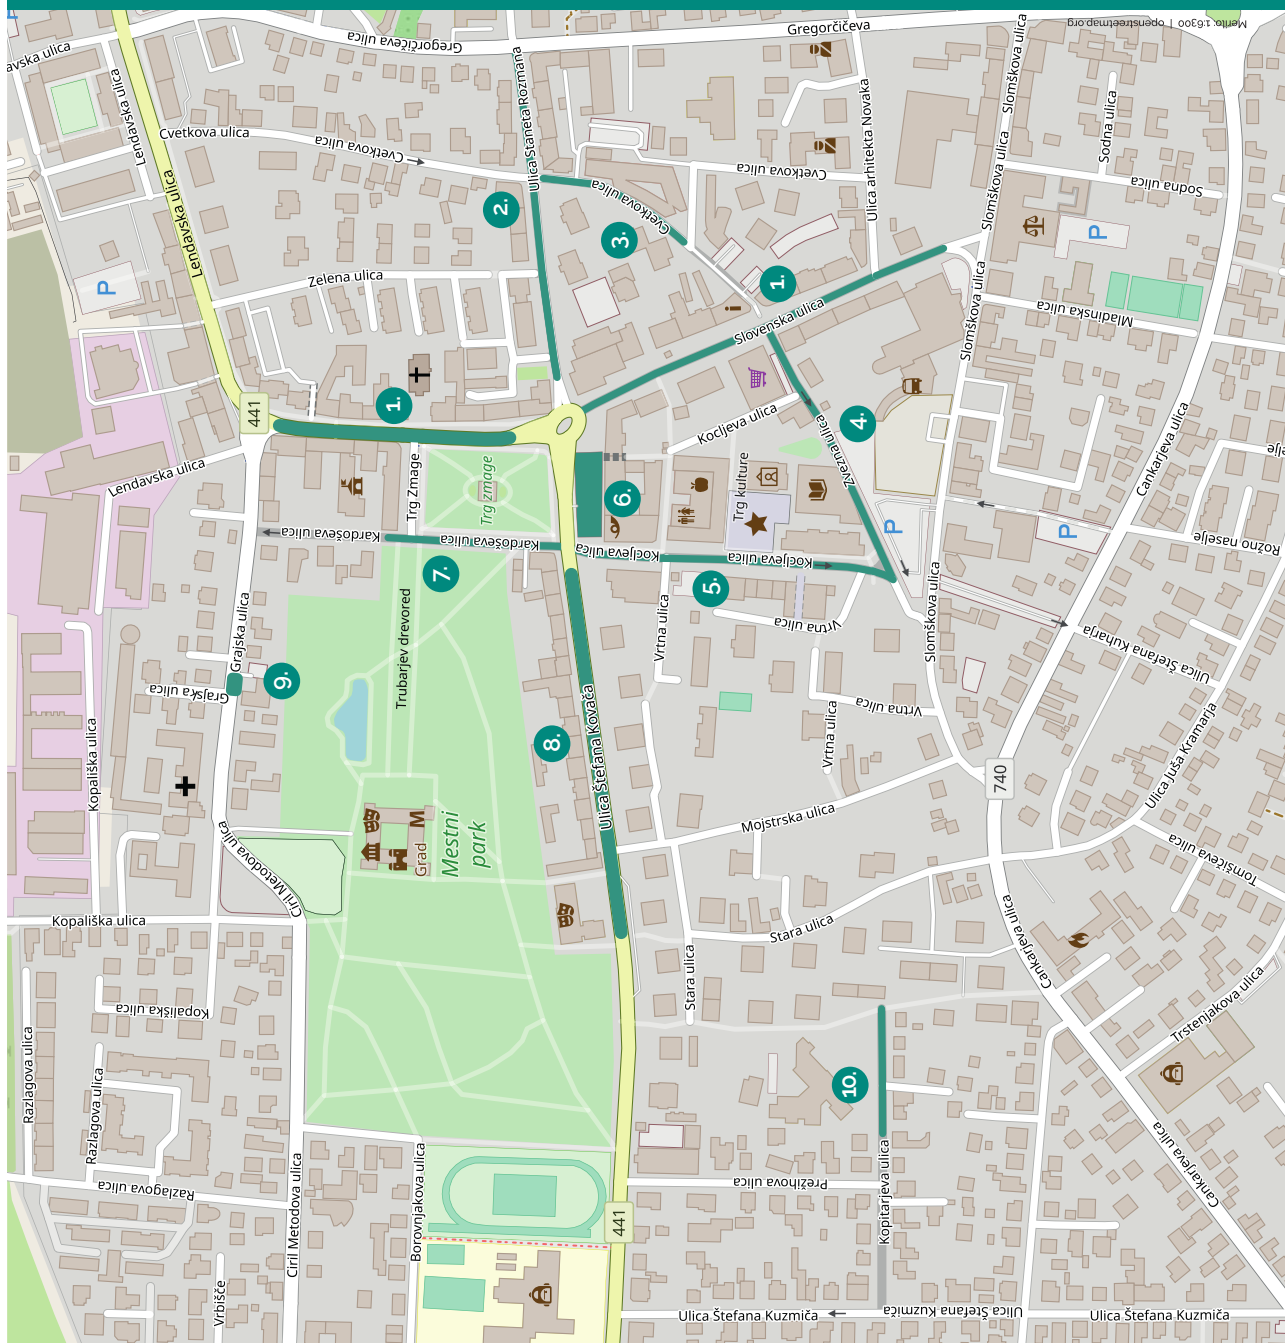 Merilo: 1:6300 | openstreetmap.org
Gregorčičeva
Gregorčičeva ulica
Slomškova ulica
Lendavska ulica
Lendavska ulica
Cvetkova ulica
Cvetkova ulica
Ulica Staneta Rozmana
Ulica arhitekta Novaka
Cvetkova ulica
Sodna ulica
Sodna ulica
Slomškova ulica
Slomškova ulica
Cvetkova ulica
2.
3.
P
P
Zelena ulica
1.
Slovenska ulica
Mladinska ulica
Slomškova ulica
1.
441
Kocljeva ulica
4.
Zvezna ulica
Cankarjeva ulica
Lendavska ulica
Trg Zmage
Trg zmage
6.
Trg kulture
P
P
Kardoševa ulica
Kardoševa ulica
Kocljeva ulica
Kocljeva ulica
Rožno naselje
7.
5.
Grajska ulica
Trubarjev drevored
Vrtna ulica
Vrtna ulica
Slomškova ulica
Ulica Štefana Kuharja
9.
Grajska ulica
Vrtna ulica
Vrtna ulica
8.
Ulica Štefana Kovača
Kopališka ulica
Ulica Juša Kramarja
740
Mojstrska ulica
Grad
Mestni
park
M
Ciril Metodova ulica
Tomšičeva ulica
Kopališka ulica
Stara ulica
Stara ulica
Cankarjeva ulica
Kopališka ulica
Trstenjakova ulica
Razlagova ulica
Razlagova ulica
10.
Razlagova ulica
Ciril Metodova ulica
Borovnjakova ulica
Prežihova ulica
Kopitarjeva ulica
Cankarjeva ulica
441
Vrbišče
Ulica Štefana Kuzmiča
Ulica Štefana Kuzmiča
Ulica Štefana Kuzmiča